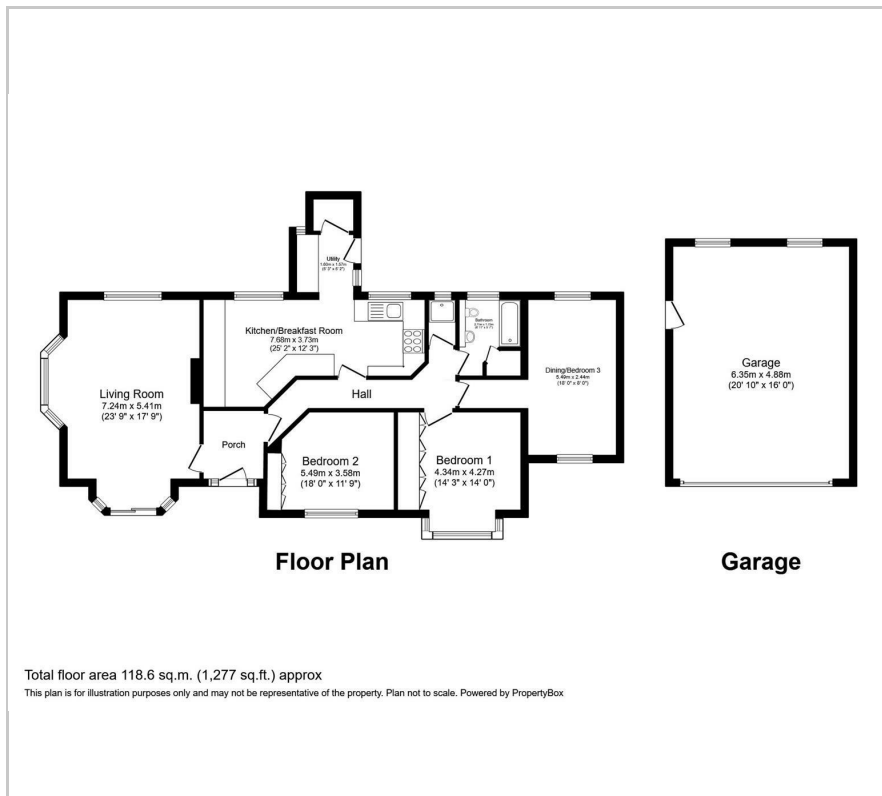 Utility
Kitchen/Breakfast Room
7.68m x 3.73m
(25' 2" x 12' 3")
Bathroom
Dining/Bedroom 3
5.49m x 2.44m
(18' 0" x 8' 0")
Living Room
7.24m x 5.41m
(23' 9" x 17' 9")
Hall
Porch
Bedroom 2
5.49m x 3.58m
(18' 0" x 11' 9")
Bedroom 1
4.34m x 4.27m
(14' 3" x 14' 0")
Garage
6.35m x 4.88m
(20' 10" x 16' 0")
Floor Plan
Garage
Total floor area 118.6 sq.m. (1,277 sq.ft.) approx
This plan is for illustration purposes only and may not be representative of the property. Plan not to scale. Powered by PropertyBox